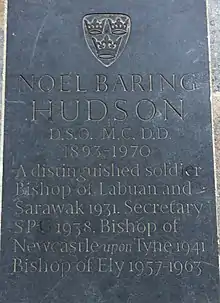 NOEL BARING
HUDSON
D.S.O. M.C. D.D.
1893-1970
A distinguished soldier
Bishop of Labuan and
Sarawak 1931. Secretary
S.P.G 1938. Bishop of
Newcastle upon Tyne 1941
Bishop of Ely 1957-1963